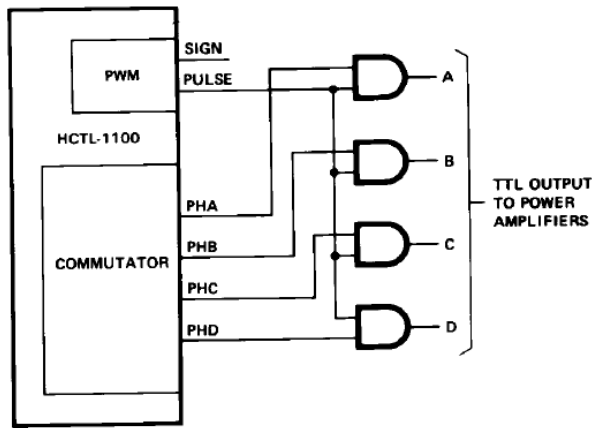 SIGN
PWM
PULSE
A
HCTL-1100
B
TTL OUTPUT
TO POWER
AMPLIFIERS
PHA
PHB
C
COMMUTATOR
PHC
PHD
D